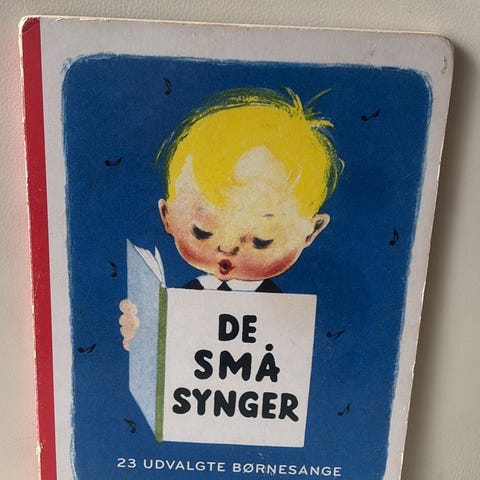 DE
SMÅ
SYNGER
23 UDVALGTE BØRNESANGE